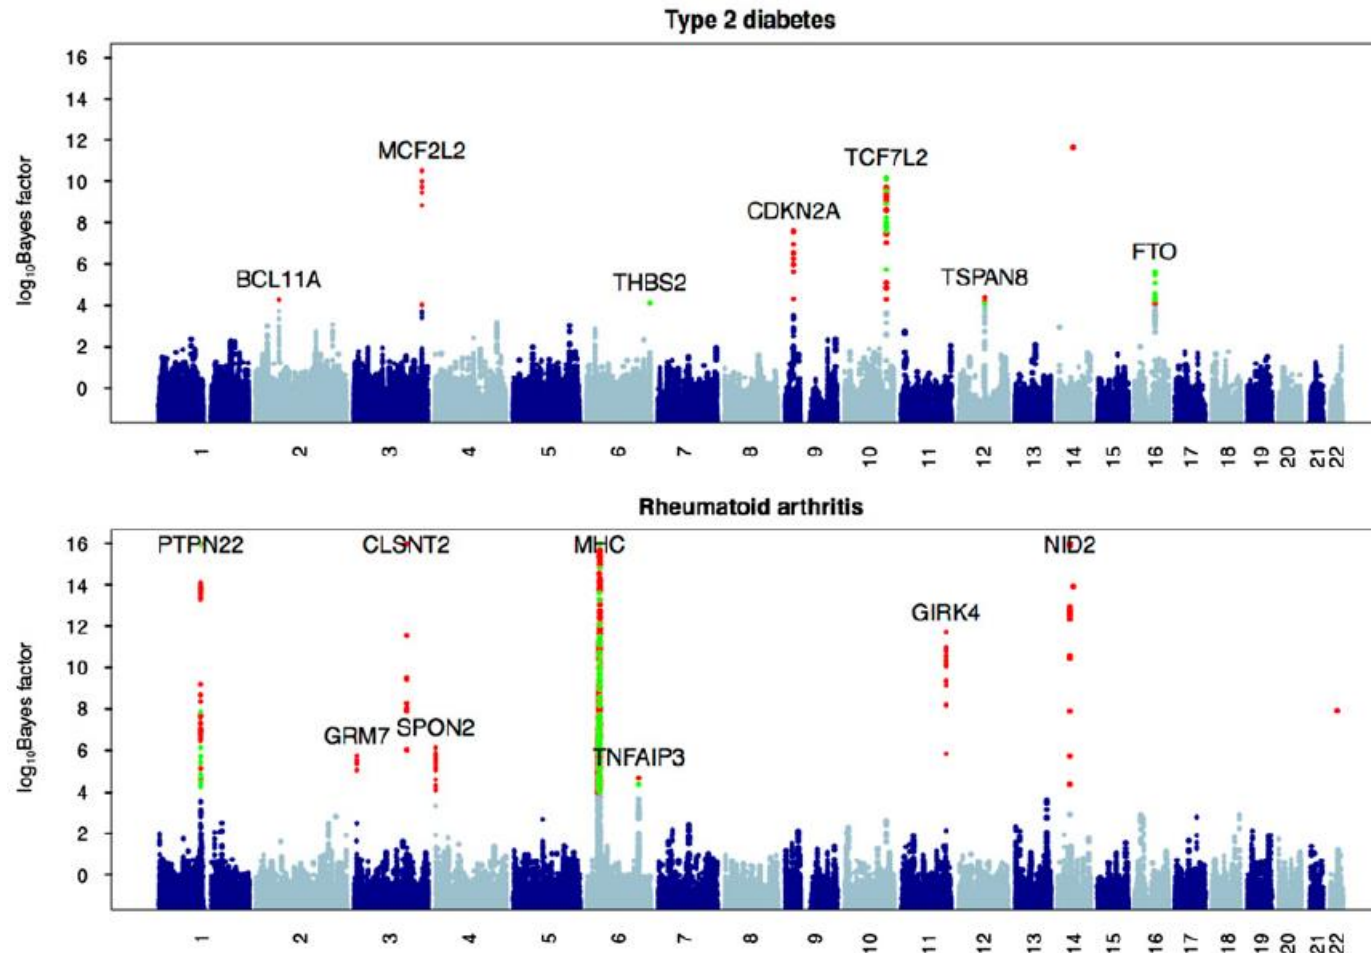 Type 2 diabetes
log₁₀Bayes factor
16
14
12
10
8
6
4
2
0
MCF2L2
TCF7L2
CDKN2A
BCL11A
THBS2
TSPAN8
FTO
1 2 3 4 5 6 7 8 9 10 11 12 13 14 15 16 17 18 19 20 21 22
Rheumatoid arthritis
log₁₀Bayes factor
16
14
12
10
8
6
4
2
0
PTPN22 CLSNT2 MHC NID2
GIRK4
GRM7 SPON2
TNFAIP3
1 2 3 4 5 6 7 8 9 10 11 12 13 14 15 16 17 18 19 20 21 22